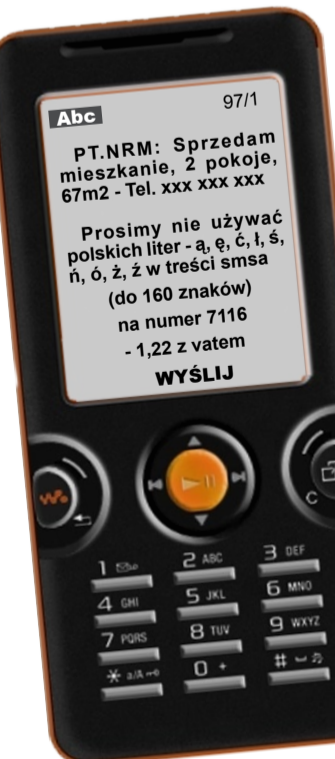 Abc 97/1
PT.NRM: Sprzedam
mieszkanie, 2 pokoje,
67m2 - Tel. xxx xxx xxx
Prosimy nie używać
polskich liter - ą, ę, ć, ł, ś,
ń, ó, ż, ź w treści smsa
(do 160 znaków)
na numer 7116
- 1,22 z vatem
WYŚLIJ
C
1 2 ABC 3 DEF
4 GHI 5 JKL 6 MNO
7 PQRS 8 TUV 9 WXYZ
* a/A 0 + #